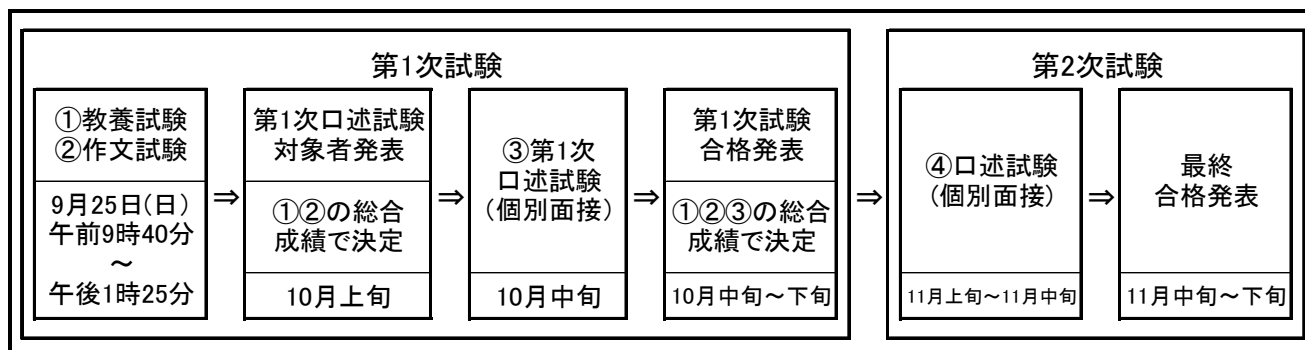 第1次試験
①教養試験
②作文試験
9月25日(日)
午前9時40分
～
午後1時25分
⇒
第1次口述試験
対象者発表
①②の総合
成績で決定
10月上旬
⇒
③第1次
口述試験
(個別面接)
10月中旬
⇒
第1次試験
合格発表
①②③の総合
成績で決定
10月中旬～下旬
⇒
第2次試験
④口述試験
(個別面接)
11月上旬～11月中旬
⇒
最終
合格発表
11月中旬～下旬